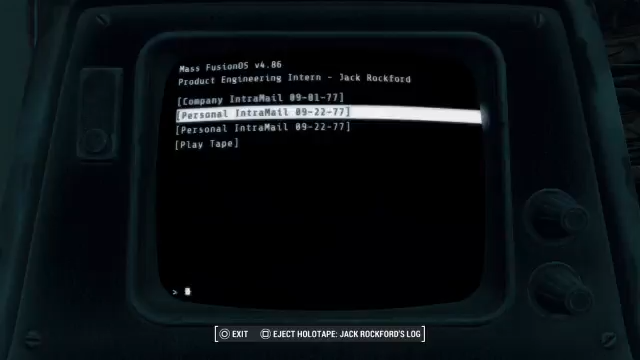 Mass FusionOS v4.86
Product Engineering Intern - Jack Rockford
[Company IntraMail 09-01-77]
[Personal IntraMail 09-22-77]
[Personal IntraMail 09-22-77]
[Play Tape]
>
EXIT EJECT HOLOTAPE: JACK ROCKFORD'S LOG